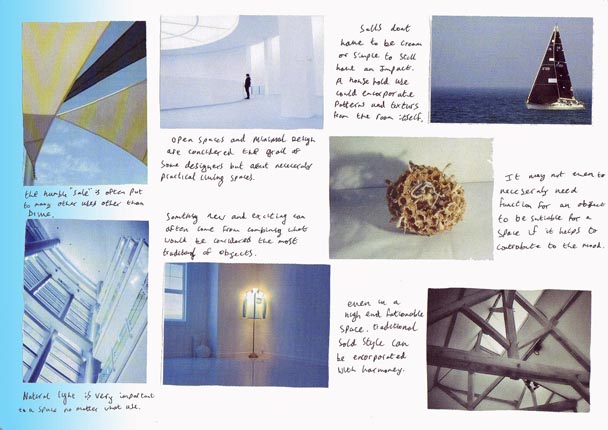 the humble "sale" is often put
to many other uses other than
Drive.
Open spaces and Minimal Design
are considered the grail of
Some designers but arent neccecerely
practical living spaces.
Somthing new and exciting can
often come from combining what
would be considered the most
traditional of objects.
Natural light is very important
to a space no matter what use.
Sails dont
have to be cream
or simple to still
have an impact.
A house hold use
could encorporate
Patterns and textures
from the room itself.
It may not even
neccecerely need
function for an object
to be suitable for a
space if it helps to
contribute to the mood.
even in a
high end fashionable
space, traditional
Solid Style can
be encorporated
with harmoney.